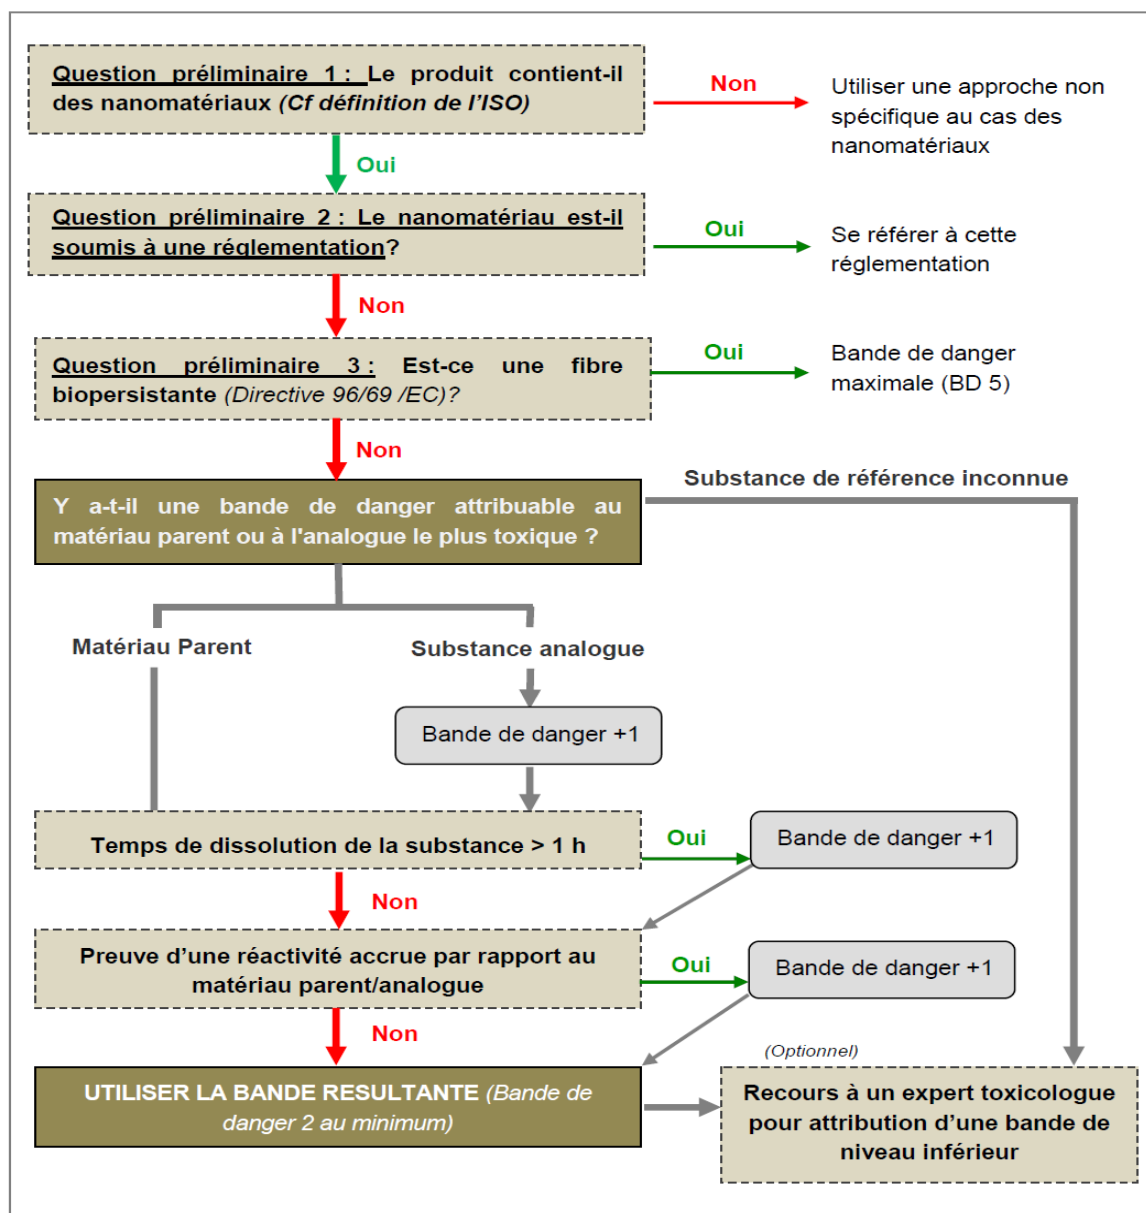 Question préliminaire 1 : Le produit contient-il
des nanomatériaux (Cf définition de l'ISO)
Non
Utiliser une approche non
spécifique au cas des
nanomatériaux
Oui
Question préliminaire 2 : Le nanomatériau est-il
soumis à une réglementation?
Oui
Se référer à cette
réglementation
Non
Question préliminaire 3 : Est-ce une fibre
biopersistante (Directive 96/69 /EC)?
Oui
Bande de danger
maximale (BD 5)
Non
Y a-t-il une bande de danger attribuable au
matériau parent ou à l'analogue le plus toxique ?
Substance de référence inconnue
Matériau Parent
Substance analogue
Bande de danger +1
Temps de dissolution de la substance > 1 h
Oui
Bande de danger +1
Non
Preuve d'une réactivité accrue par rapport au
matériau parent/analogue
Oui
Bande de danger +1
Non
UTILISER LA BANDE RESULTANTE (Bande de
danger 2 au minimum)
(Optionnel)
Recours à un expert toxicologue
pour attribution d'une bande de
niveau inférieur